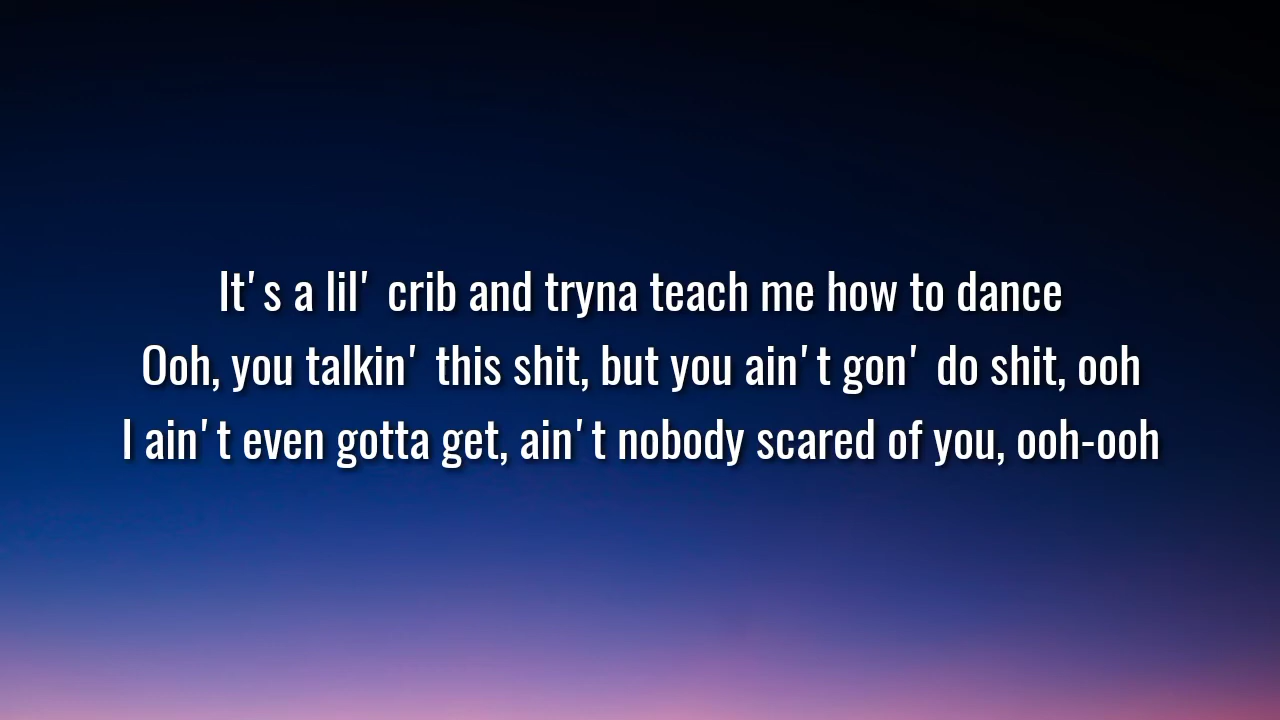 It's a lil' crib and tryna teach me how to dance
Ooh, you talkin' this shit, but you ain't gon' do shit, ooh
I ain't even gotta get, ain't nobody scared of you, ooh-ooh